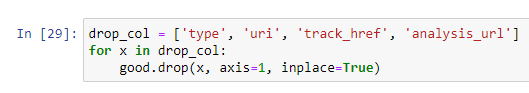 In [29]: drop_col = ['type', 'uri', 'track_href', 'analysis_url']
for x in drop_col:
    good.drop(x, axis=1, inplace=True)